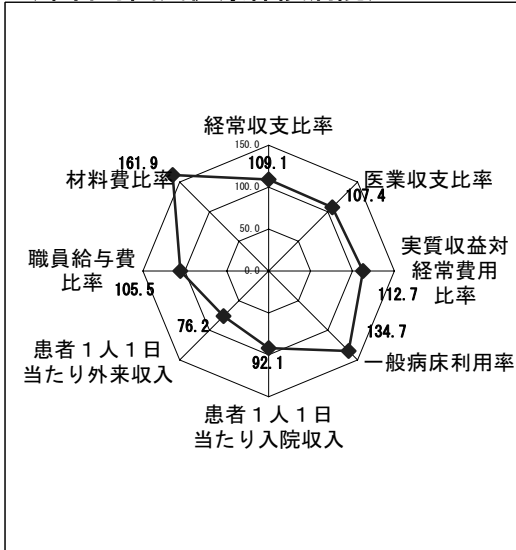 経常収支比率
150.0
161.9
109.1
材料費比率
医業収支比率
100.0
107.4
50.0
職員給与費
比率
実質収益対
経常費用
比率
0.0
105.5
112.7
76.2
134.7
患者１人１日
当たり外来収入
92.1
一般病床利用率
患者１人１日
当たり入院収入